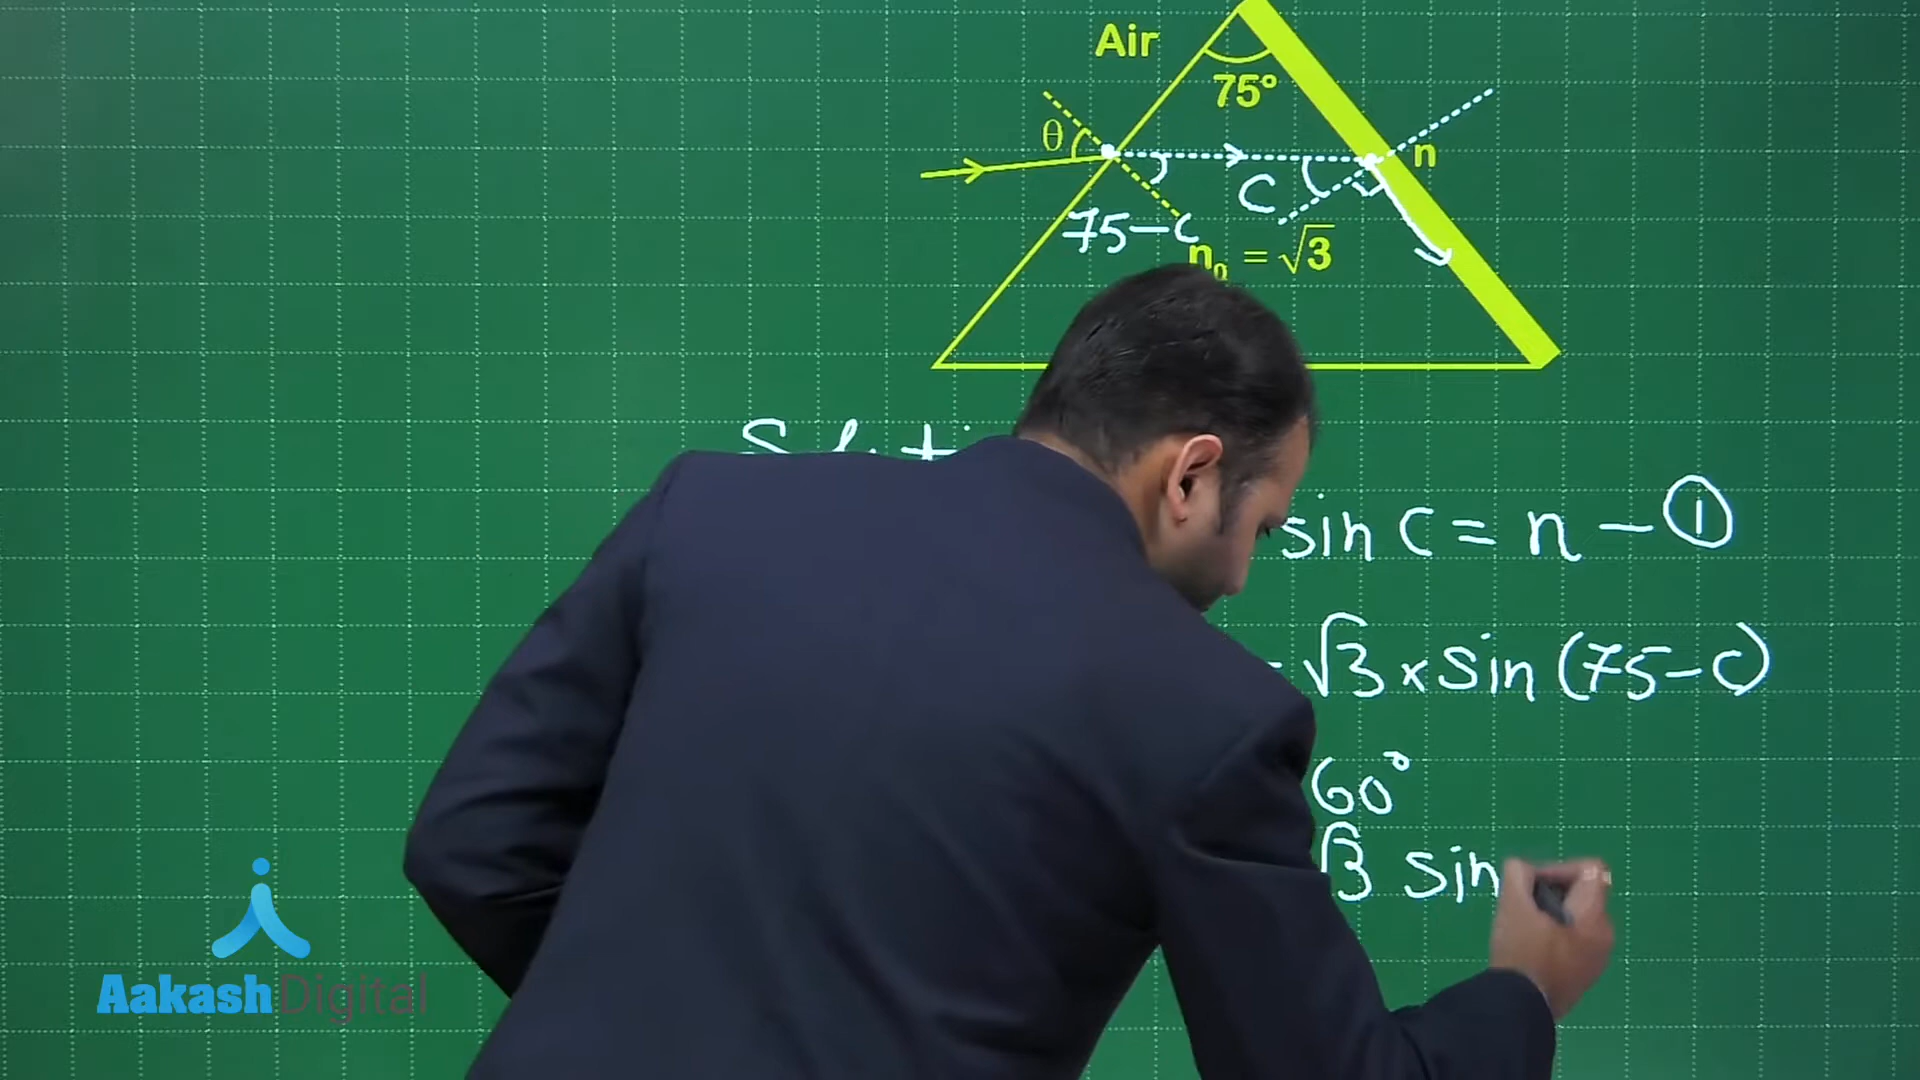 Air
75°
θ
n
C
75-C
n₀ = √3
sin C = n - ①
√3 × sin (75-C)
60°
√3 sin
Aakash Digital